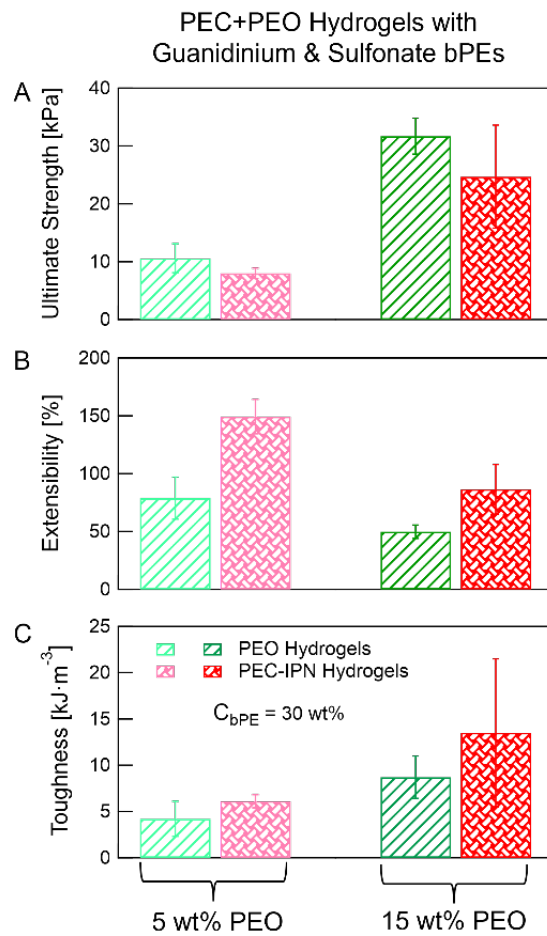 PEC+PEO Hydrogels with
Guanidinium & Sulfonate bPEs
A
Ultimate Strength [kPa]
40
30
20
10
0
B
Extensibility [%]
200
150
100
50
0
C
Toughness [kJ·m⁻³]
25
20
15
10
5
0
PEO Hydrogels
PEC-IPN Hydrogels
C_bPE = 30 wt%
5 wt% PEO
15 wt% PEO